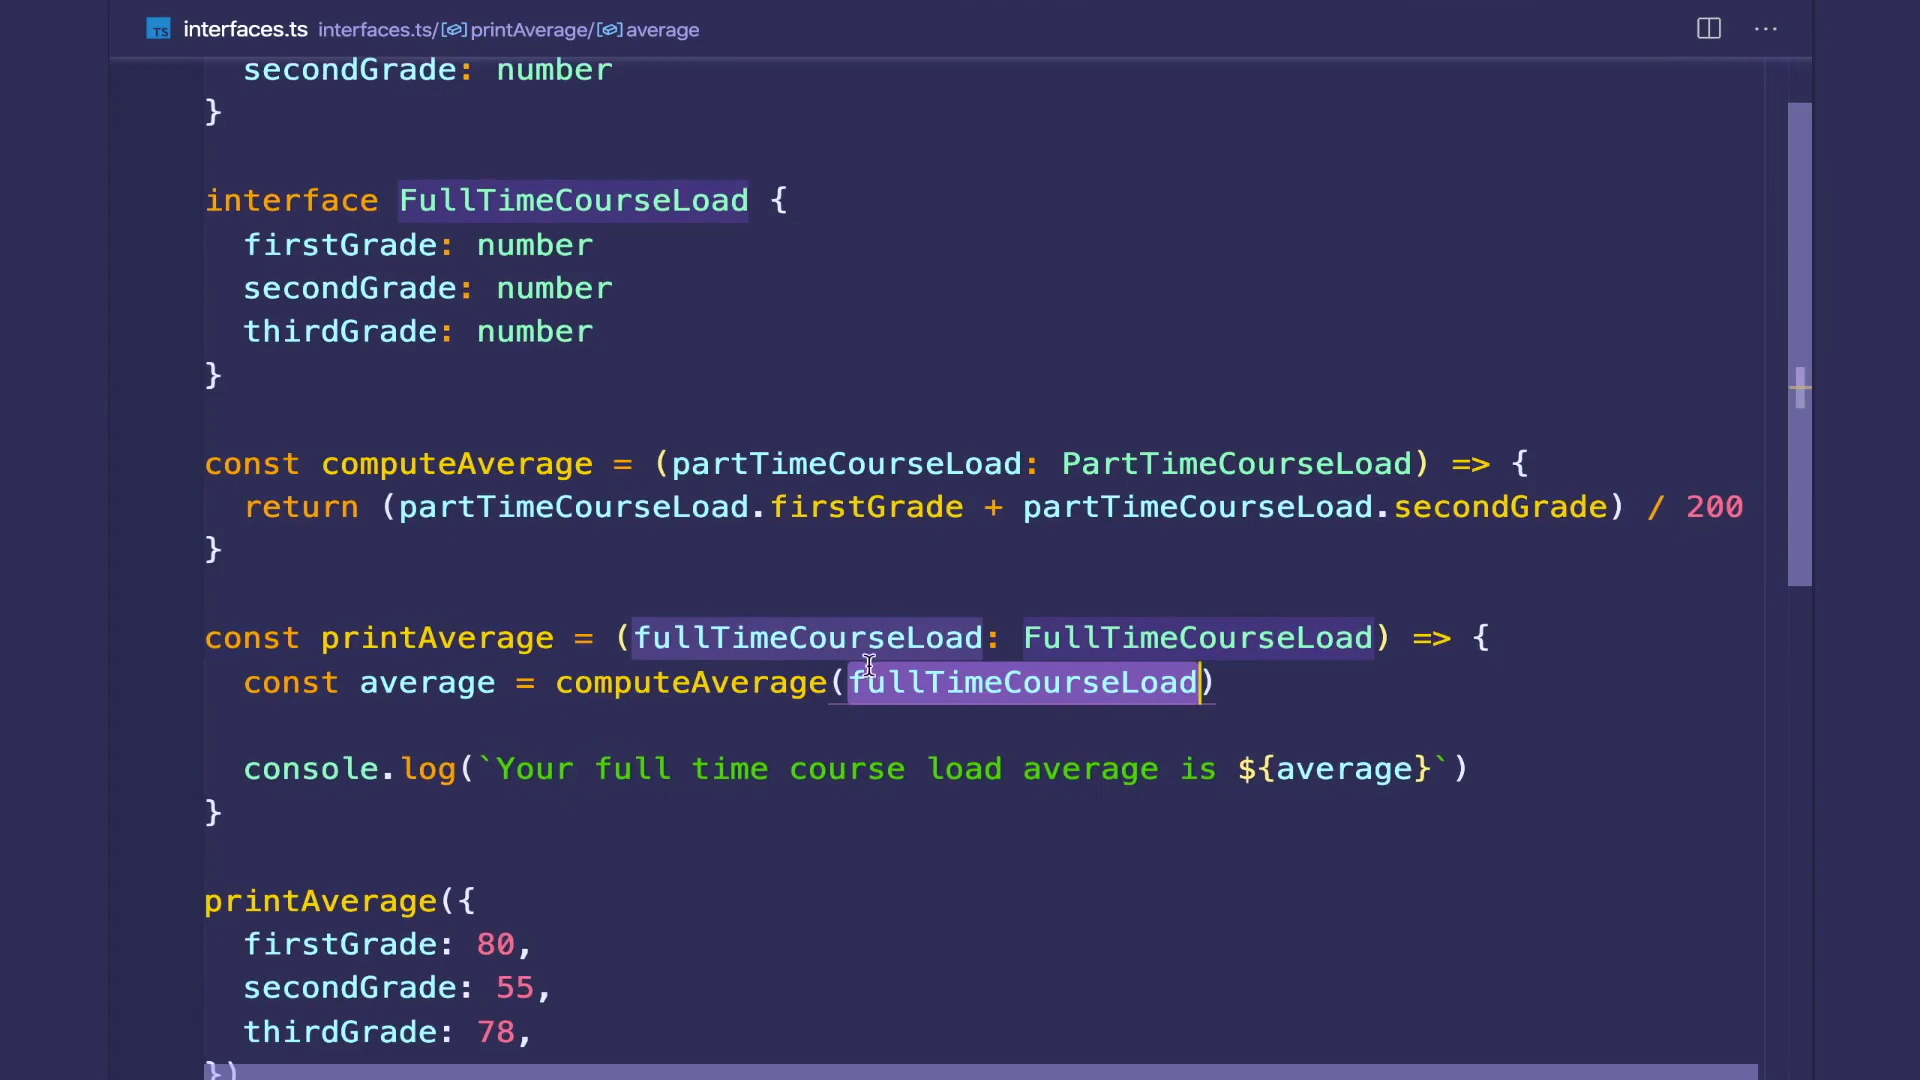 TS interfaces.ts interfaces.ts/printAverage/average
secondGrade: number
}
interface FullTimeCourseLoad {
firstGrade: number
secondGrade: number
thirdGrade: number
}
const computeAverage = (partTimeCourseLoad: PartTimeCourseLoad) => {
return (partTimeCourseLoad.firstGrade + partTimeCourseLoad.secondGrade) / 200
}
const printAverage = (fullTimeCourseLoad: FullTimeCourseLoad) => {
const average = computeAverage(fullTimeCourseLoad)
console.log(`Your full time course load average is ${average}`)
}
printAverage({
firstGrade: 80,
secondGrade: 55,
thirdGrade: 78,
})